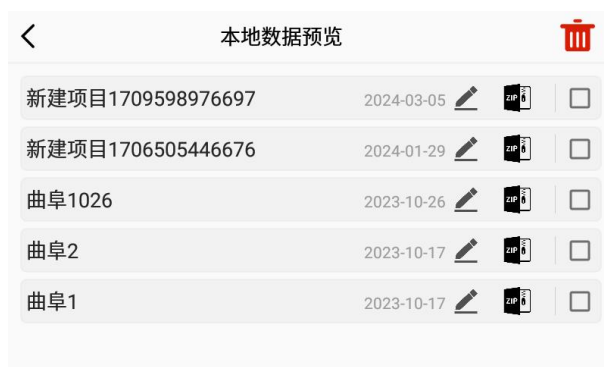 本地数据预览
新建项目1709598976697 2024-03-05 ZIP
新建项目1706505446676 2024-01-29 ZIP
曲阜1026 2023-10-26 ZIP
曲阜2 2023-10-17 ZIP
曲阜1 2023-10-17 ZIP